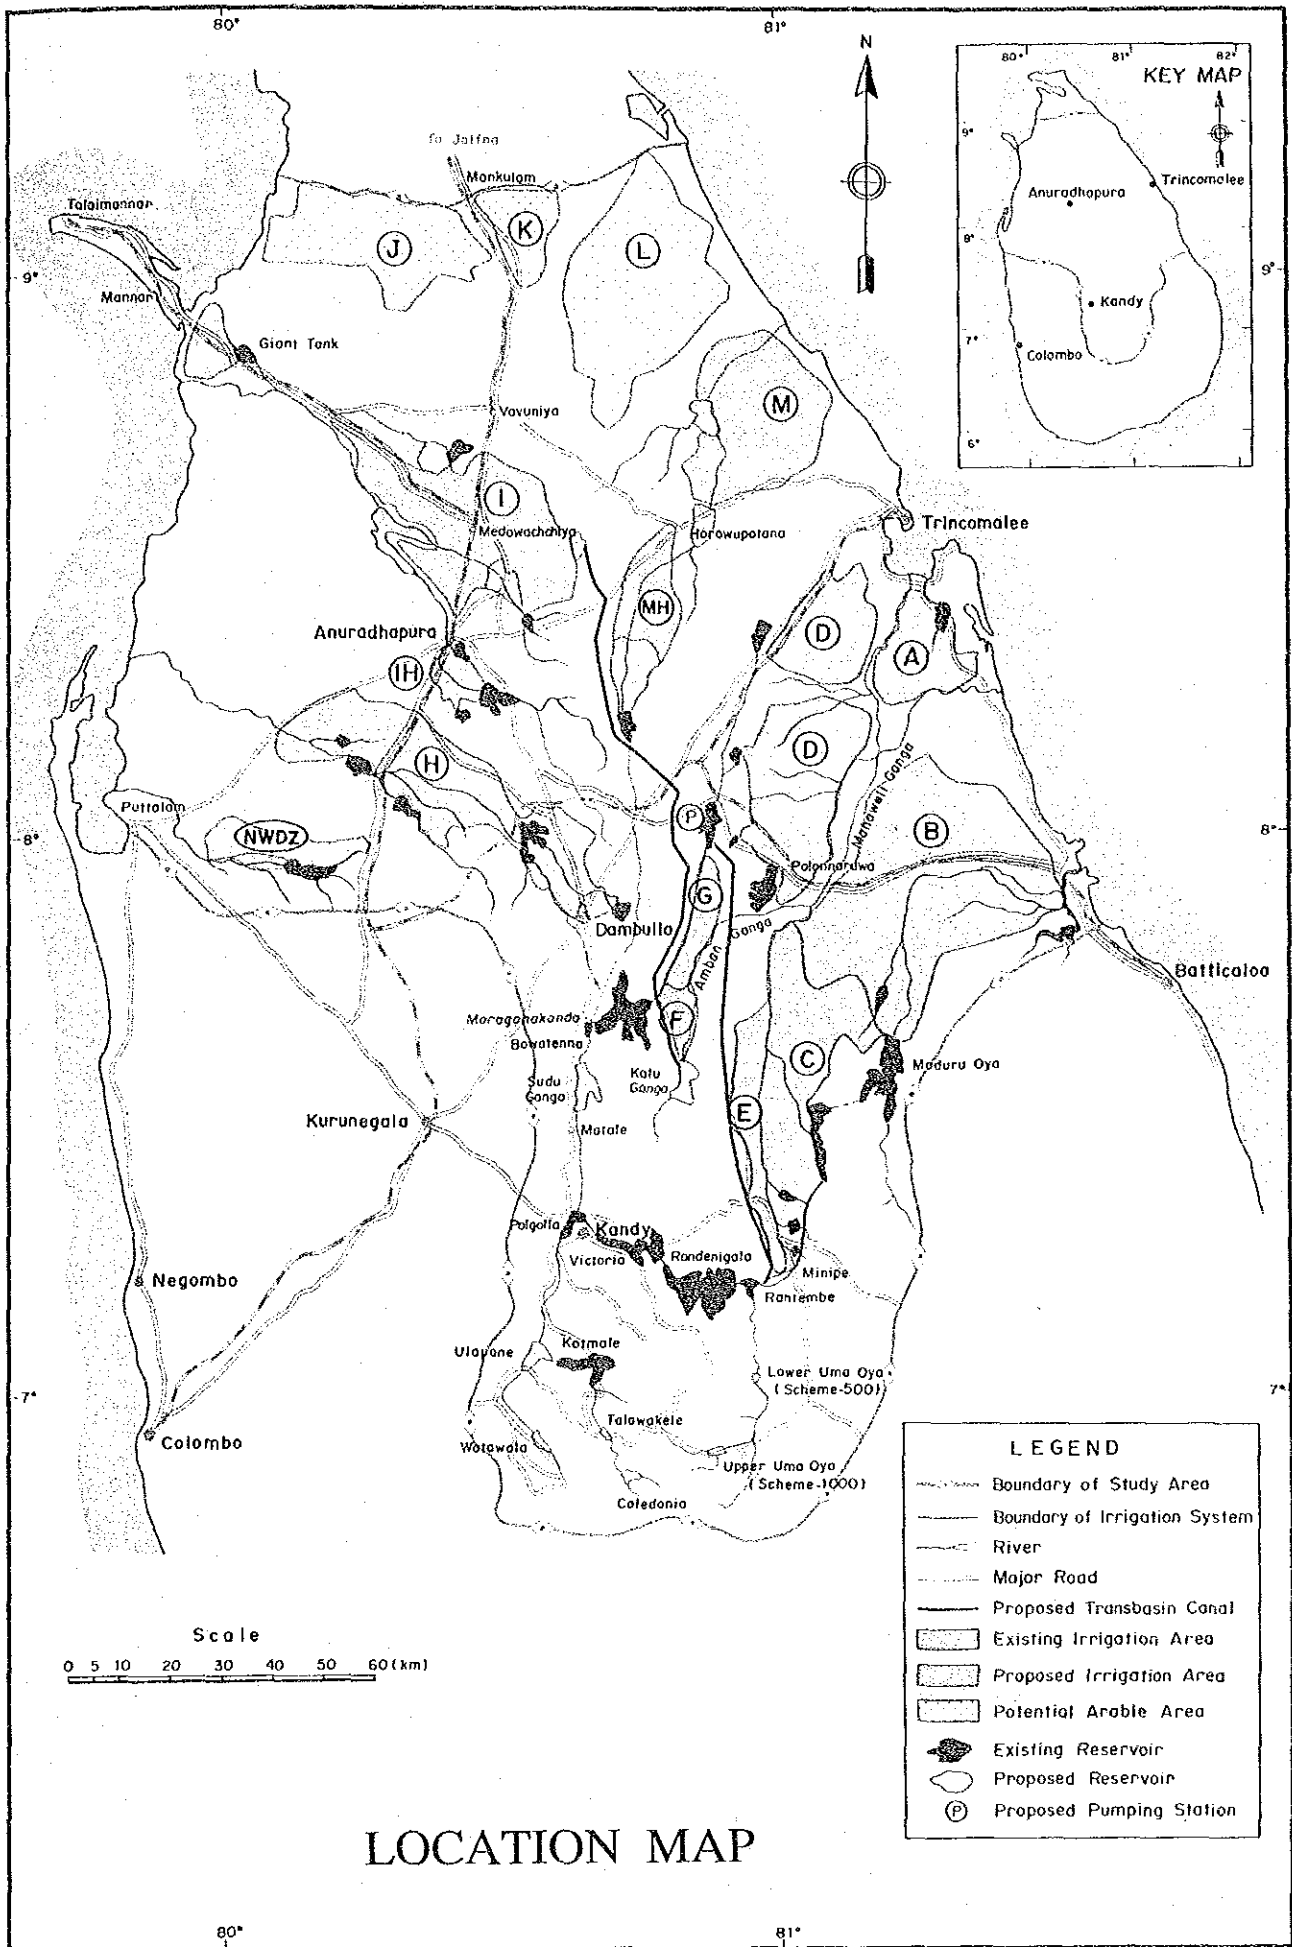 80°
81°
N
80°
81°
82°
KEY MAP
9°
Trincomalee
Anuradhapura
8°
Kandy
7°
Colombo
6°
to Jaffna
Mankulam
Talaimannar
J
K
L
9°
9°
Mannar
Giant Tank
M
Vavuniya
I
Medawachchiya
Horowupotana
Trincomalee
MH
Anuradhapura
D
A
IH
D
H
Mahaweli Ganga
Puttalam
P
NWDZ
B
8°
8°
Polonnaruwa
G
Dambulla
Amban Ganga
Batticaloa
Moragahakanda
F
Bowatenna
C
Maduru Oya
Kalu
Ganga
Sudu
Ganga
E
Kurunegala
Matale
Polgolla
Kandy
Victoria
Randenigala
Minipe
Negombo
Rantembe
Ulapane
Kotmale
Lower Uma Oya
(Scheme-500)
7°
7°
Talawakele
Colombo
Watawala
Upper Uma Oya
(Scheme-1000)
Caledonia
LEGEND
Boundary of Study Area
Boundary of Irrigation System
River
Major Road
Proposed Transbasin Canal
Existing Irrigation Area
Proposed Irrigation Area
Potential Arable Area
Existing Reservoir
Proposed Reservoir
P Proposed Pumping Station
Scale
0 5 10 20 30 40 50 60(km)
LOCATION MAP
80°
81°